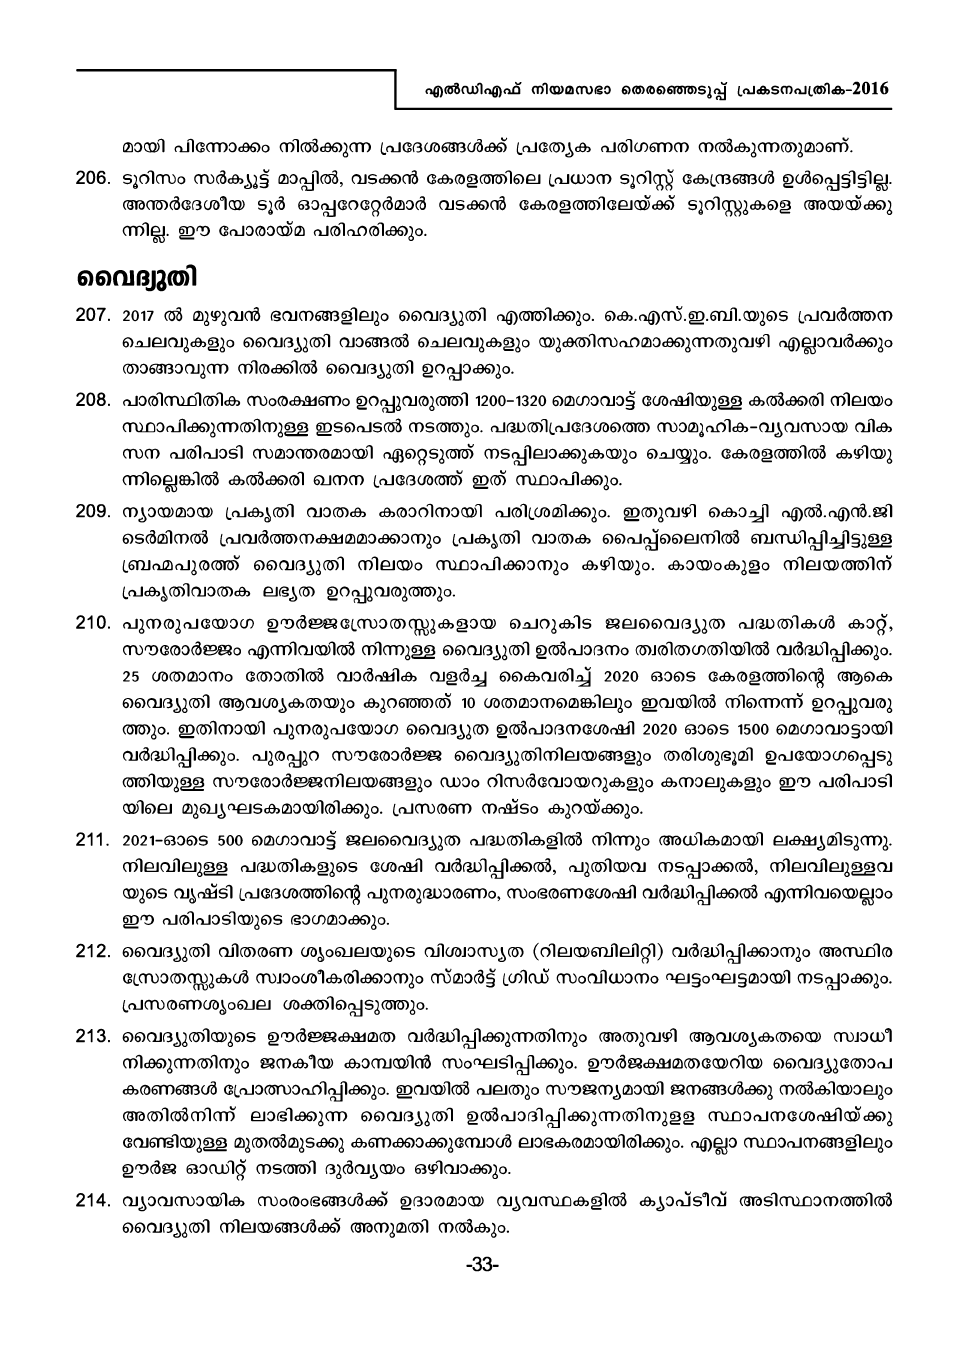 എൽഡിഎഫ് നിയമസഭാ തെരഞ്ഞെടുപ്പ് പ്രകടനപത്രിക-2016
മായി പിന്നോക്കം നിൽക്കുന്ന പ്രദേശങ്ങൾക്ക് പ്രത്യേക പരിഗണന നൽകുന്നതുമാണ്.
206. ടൂറിസം സർക്യൂട്ട് മാപ്പിൽ, വടക്കൻ കേരളത്തിലെ പ്രധാന ടൂറിസ്റ്റ് കേന്ദ്രങ്ങൾ ഉൾപ്പെട്ടിട്ടില്ല.
അന്തർദേശീയ ടൂർ ഓപ്പറേറ്റേർമാർ വടക്കൻ കേരളത്തിലേയ്ക്ക് ടൂറിസ്റ്റുകളെ അയയ്ക്കു
ന്നില്ല. ഈ പോരായ്മ പരിഹരിക്കും.
വൈദ്യുതി
207. 2017 ൽ മുഴുവൻ ഭവനങ്ങളിലും വൈദ്യുതി എത്തിക്കും. കെ.എസ്.ഇ.ബി.യുടെ പ്രവർത്തന
ചെലവുകളും വൈദ്യുതി വാങ്ങൽ ചെലവുകളും യുക്തിസഹമാക്കുന്നതുവഴി എല്ലാവർക്കും
താങ്ങാവുന്ന നിരക്കിൽ വൈദ്യുതി ഉറപ്പാക്കും.
208. പാരിസ്ഥിതിക സംരക്ഷണം ഉറപ്പുവരുത്തി 1200-1320 മെഗാവാട്ട് ശേഷിയുള്ള കൽക്കരി നിലയം
സ്ഥാപിക്കുന്നതിനുള്ള ഇടപെടൽ നടത്തും. പദ്ധതിപ്രദേശത്തെ സാമൂഹിക-വ്യവസായ വിക
സന പരിപാടി സമാന്തരമായി ഏറ്റെടുത്ത് നടപ്പിലാക്കുകയും ചെയ്യും. കേരളത്തിൽ കഴിയു
ന്നില്ലെങ്കിൽ കൽക്കരി ഖനന പ്രദേശത്ത് ഇത് സ്ഥാപിക്കും.
209. ന്യായമായ പ്രകൃതി വാതക കരാറിനായി പരിശ്രമിക്കും. ഇതുവഴി കൊച്ചി എൽ.എൻ.ജി
ടെർമിനൽ പ്രവർത്തനക്ഷമമാക്കാനും പ്രകൃതി വാതക പൈപ്പ്ലൈനിൽ ബന്ധിപ്പിച്ചിട്ടുള്ള
ബ്രഹ്മപുരത്ത് വൈദ്യുതി നിലയം സ്ഥാപിക്കാനും കഴിയും. കായംകുളം നിലയത്തിന്
പ്രകൃതിവാതക ലഭ്യത ഉറപ്പുവരുത്തും.
210. പുനരുപയോഗ ഊർജ്ജസ്രോതസ്സുകളായ ചെറുകിട ജലവൈദ്യുത പദ്ധതികൾ കാറ്റ്,
സൗരോർജ്ജം എന്നിവയിൽ നിന്നുള്ള വൈദ്യുതി ഉൽപാദനം ത്വരിതഗതിയിൽ വർദ്ധിപ്പിക്കും.
25 ശതമാനം തോതിൽ വാർഷിക വളർച്ച കൈവരിച്ച് 2020 ഓടെ കേരളത്തിന്റെ ആകെ
വൈദ്യുതി ആവശ്യകതയും കുറഞ്ഞത് 10 ശതമാനമെങ്കിലും ഇവയിൽ നിന്നെന്ന് ഉറപ്പുവരു
ത്തും. ഇതിനായി പുനരുപയോഗ വൈദ്യുത ഉൽപാദനശേഷി 2020 ഓടെ 1500 മെഗാവാട്ടായി
വർദ്ധിപ്പിക്കും. പുരപ്പുറ സൗരോർജ്ജ വൈദ്യുതിനിലയങ്ങളും തരിശുഭൂമി ഉപയോഗപ്പെടു
ത്തിയുള്ള സൗരോർജ്ജനിലയങ്ങളും ഡാം റിസർവോയറുകളും കനാലുകളും ഈ പരിപാടി
യിലെ മുഖ്യഘടകമായിരിക്കും. പ്രസരണ നഷ്ടം കുറയ്ക്കും.
211. 2021-ഓടെ 500 മെഗാവാട്ട് ജലവൈദ്യുത പദ്ധതികളിൽ നിന്നും അധികമായി ലക്ഷ്യമിടുന്നു.
നിലവിലുള്ള പദ്ധതികളുടെ ശേഷി വർദ്ധിപ്പിക്കൽ, പുതിയവ നടപ്പാക്കൽ, നിലവിലുള്ളവ
യുടെ വൃഷ്ടി പ്രദേശത്തിന്റെ പുനരുദ്ധാരണം, സംഭരണശേഷി വർദ്ധിപ്പിക്കൽ എന്നിവയെല്ലാം
ഈ പരിപാടിയുടെ ഭാഗമാക്കും.
212. വൈദ്യുതി വിതരണ ശൃംഖലയുടെ വിശ്വാസ്യത (റിലയബിലിറ്റി) വർദ്ധിപ്പിക്കാനും അസ്ഥിര
സ്രോതസ്സുകൾ സ്വാംശീകരിക്കാനും സ്മാർട്ട് ഗ്രിഡ് സംവിധാനം ഘട്ടംഘട്ടമായി നടപ്പാക്കും.
പ്രസരണശൃംഖല ശക്തിപ്പെടുത്തും.
213. വൈദ്യുതിയുടെ ഊർജ്ജക്ഷമത വർദ്ധിപ്പിക്കുന്നതിനും അതുവഴി ആവശ്യകതയെ സ്വാധീ
നിക്കുന്നതിനും ജനകീയ കാമ്പയിൻ സംഘടിപ്പിക്കും. ഊർജക്ഷമതയേറിയ വൈദ്യുതോപ
കരണങ്ങൾ പ്രോത്സാഹിപ്പിക്കും. ഇവയിൽ പലതും സൗജന്യമായി ജനങ്ങൾക്കു നൽകിയാലും
അതിൽനിന്ന് ലാഭിക്കുന്ന വൈദ്യുതി ഉൽപാദിപ്പിക്കുന്നതിനുളള സ്ഥാപനശേഷിയ്ക്കു
വേണ്ടിയുള്ള മുതൽമുടക്കു കണക്കാക്കുമ്പോൾ ലാഭകരമായിരിക്കും. എല്ലാ സ്ഥാപനങ്ങളിലും
ഊർജ ഓഡിറ്റ് നടത്തി ദുർവ്യയം ഒഴിവാക്കും.
214. വ്യാവസായിക സംരംഭങ്ങൾക്ക് ഉദാരമായ വ്യവസ്ഥകളിൽ ക്യാപ്ടീവ് അടിസ്ഥാനത്തിൽ
വൈദ്യുതി നിലയങ്ങൾക്ക് അനുമതി നൽകും.
-33-